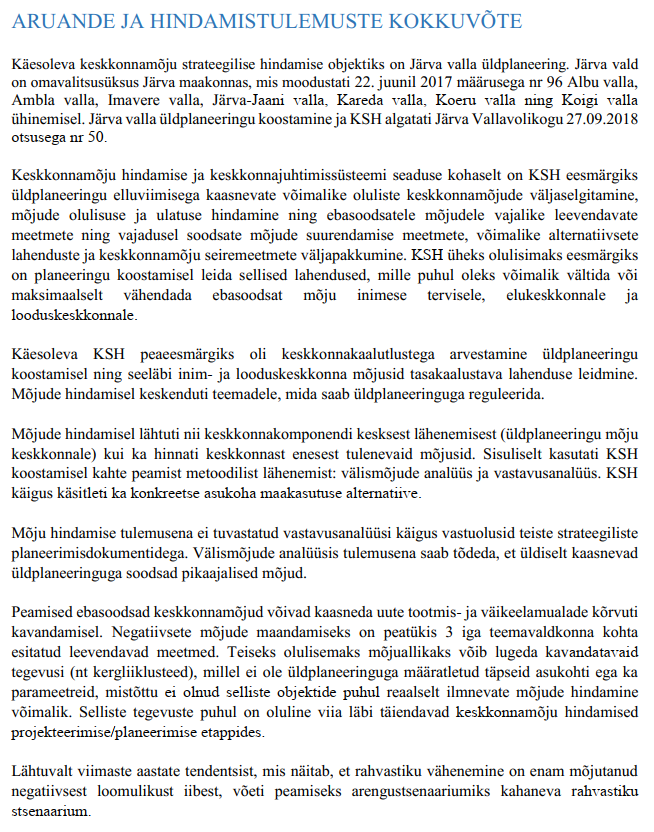 ARUANDE JA HINDAMISTULEMUSTE KOKKUVÕTE
Käesoleva keskkonnamõju strateegilise hindamise objektiks on Järva valla üldplaneering. Järva vald
on omavalitsusüksus Järva maakonnas, mis moodustati 22. juunil 2017 määrusega nr 96 Albu valla,
Ambla valla, Imavere valla, Järva-Jaani valla, Kareda valla, Koeru valla ning Koigi valla
ühinemisel. Järva valla üldplaneeringu koostamine ja KSH algatati Järva Vallavolikogu 27.09.2018
otsusega nr 50.
Keskkonnamõju hindamise ja keskkonnajuhtimissüsteemi seaduse kohaselt on KSH eesmärgiks
üldplaneeringu elluviimisega kaasnevate võimalike oluliste keskkonnamõjude väljaselgitamine,
mõjude olulisuse ja ulatuse hindamine ning ebasoodsatele mõjudele vajalike leevendavate
meetmete ning vajadusel soodsate mõjude suurendamise meetmete, võimalike alternatiivsete
lahenduste ja keskkonnamõju seiremeetmete väljapakkumine. KSH üheks olulisimaks eesmärgiks
on planeeringu koostamisel leida sellised lahendused, mille puhul oleks võimalik vältida või
maksimaalselt vähendada ebasoodsat mõju inimese tervisele, elukeskkonnale ja
looduskeskkonnale.
Käesoleva KSH peaeesmärgiks oli keskkonnakaalutlustega arvestamine üldplaneeringu
koostamisel ning seeläbi inim- ja looduskeskkonna mõjusid tasakaalustava lahenduse leidmine.
Mõjude hindamisel keskenduti teemadele, mida saab üldplaneeringuga reguleerida.
Mõjude hindamisel lähtuti nii keskkonnakomponendi kesksest lähenemisest (üldplaneeringu mõju
keskkonnale) kui ka hinnati keskkonnast enesest tulenevaid mõjusid. Sisuliselt kasutati KSH
koostamisel kahte peamist metoodilist lähenemist: välismõjude analüüs ja vastavusanalüüs. KSH
käigus käsitleti ka konkreetse asukoha maakasutuse alternatiive.
Mõju hindamise tulemusena ei tuvastatud vastavusanalüüsi käigus vastuolusid teiste strateegiliste
planeerimisdokumentidega. Välismõjude analüüsis tulemusena saab tõdeda, et üldiselt kaasnevad
üldplaneeringuga soodsad pikaajalised mõjud.
Peamised ebasoodsad keskkonnamõjud võivad kaasneda uute tootmis- ja väikeelamualade kõrvuti
kavandamisel. Negatiivsete mõjude maandamiseks on peatükis 3 iga teemavaldkonna kohta
esitatud leevendavad meetmed. Teiseks olulisemaks mõjuallikaks võib lugeda kavandatavaid
tegevusi (nt kergliiklusteed), millel ei ole üldplaneeringuga määratletud täpseid asukohti ega ka
parameetreid, mistõttu ei olnud selliste objektide puhul reaalselt ilmnevate mõjude hindamine
võimalik. Selliste tegevuste puhul on oluline viia läbi täiendavad keskkonnamõju hindamised
projekteerimise/planeerimise etappides.
Lähtuvalt viimaste aastate tendentsist, mis näitab, et rahvastiku vähenemine on enam mõjutanud
negatiivsest loomulikust iibest, võeti peamiseks arengustsenaariumiks kahaneva rahvastiku
stsenaarium.